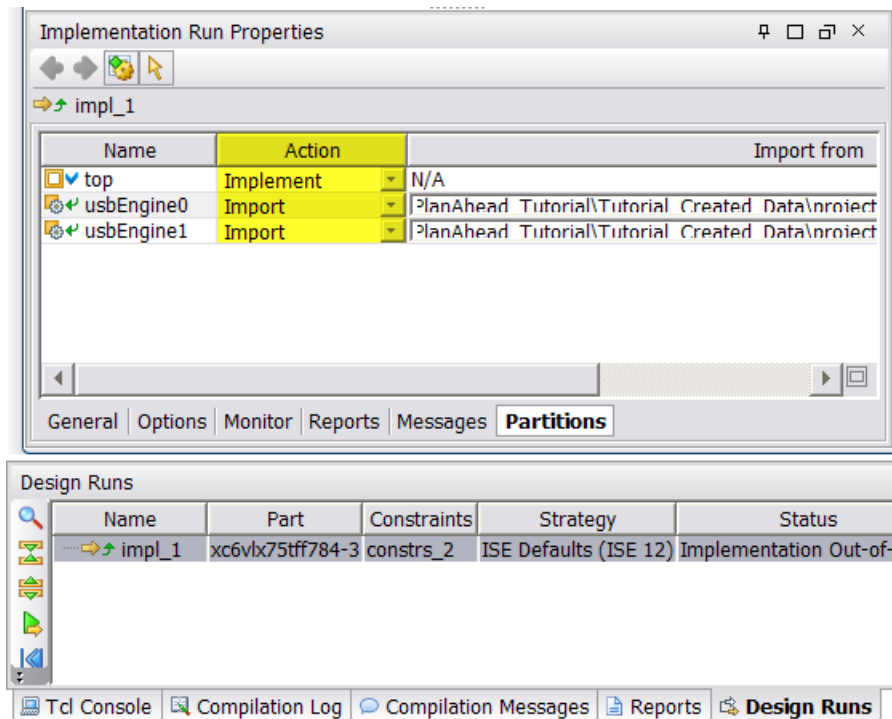 Implementation Run Properties
impl_1
Name Action Import from
top Implement N/A
usbEngine0 Import PlanAhead_Tutorial\Tutorial_Created_Data\project
usbEngine1 Import PlanAhead_Tutorial\Tutorial_Created_Data\project
General Options Monitor Reports Messages Partitions
Design Runs
Name Part Constraints Strategy Status
impl_1 xc6vlx75tff784-3 constrs_2 ISE Defaults (ISE 12) Implementation Out-of-
Tcl Console Compilation Log Compilation Messages Reports Design Runs